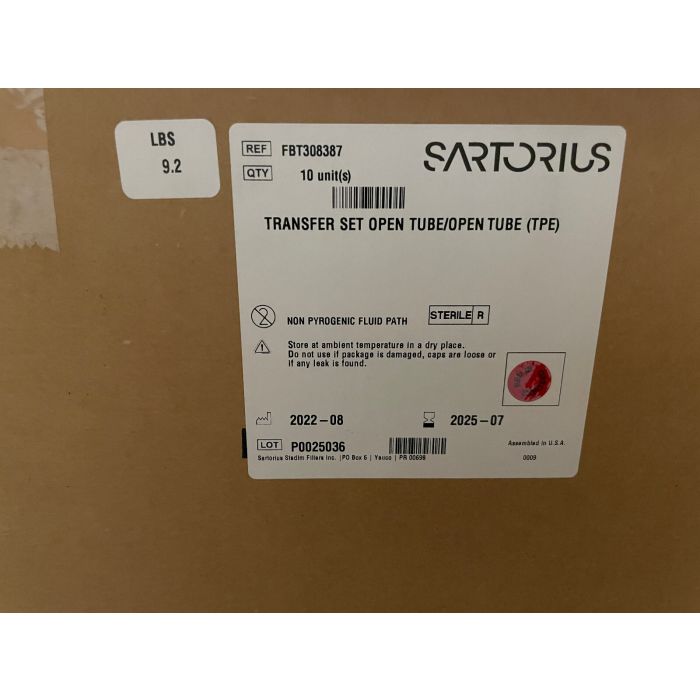 LBS
9.2
REF FBT308387
SARTORIUS
QTY 10 unit(s)
TRANSFER SET OPEN TUBE/OPEN TUBE (TPE)
2 NON PYROGENIC FLUID PATH STERILE R
Store at ambient temperature in a dry place.
Do not use if package is damaged, caps are loose or
if any leak is found.
2022-08 2025-07
LOT P0025036
Assembled in U.S.A.
Sartorius Stedim Filters Inc. | PO Box 6 | Yauco | PR 00698
0009